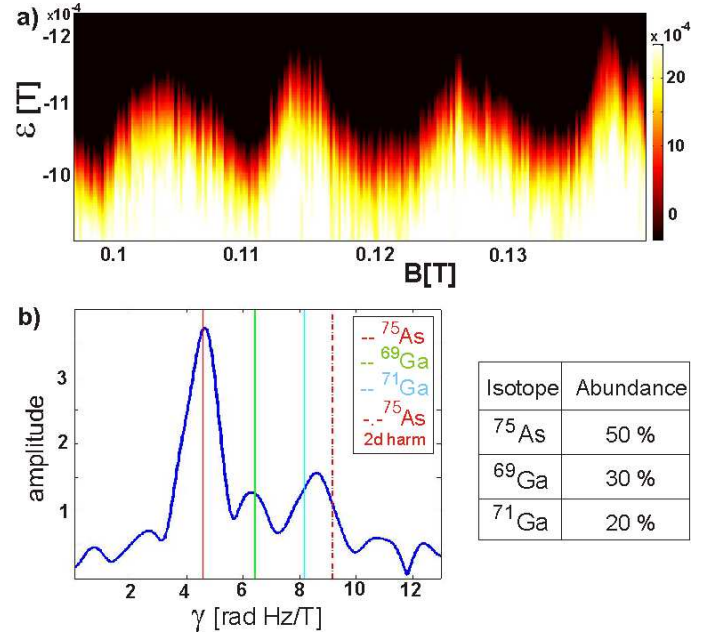 a)
x10⁻⁴
-12
-11
-10
ε [T]
0.1 0.11 0.12 0.13
B[T]
x 10⁻⁴
20
10
0
b)
3
2
1
amplitude
2 4 6 8 10 12
γ [rad Hz/T]
-- ⁷⁵As
-- ⁶⁹Ga
-- ⁷¹Ga
-.- ⁷⁵As
2d harm
Isotope Abundance
⁷⁵As 50 %
⁶⁹Ga 30 %
⁷¹Ga 20 %